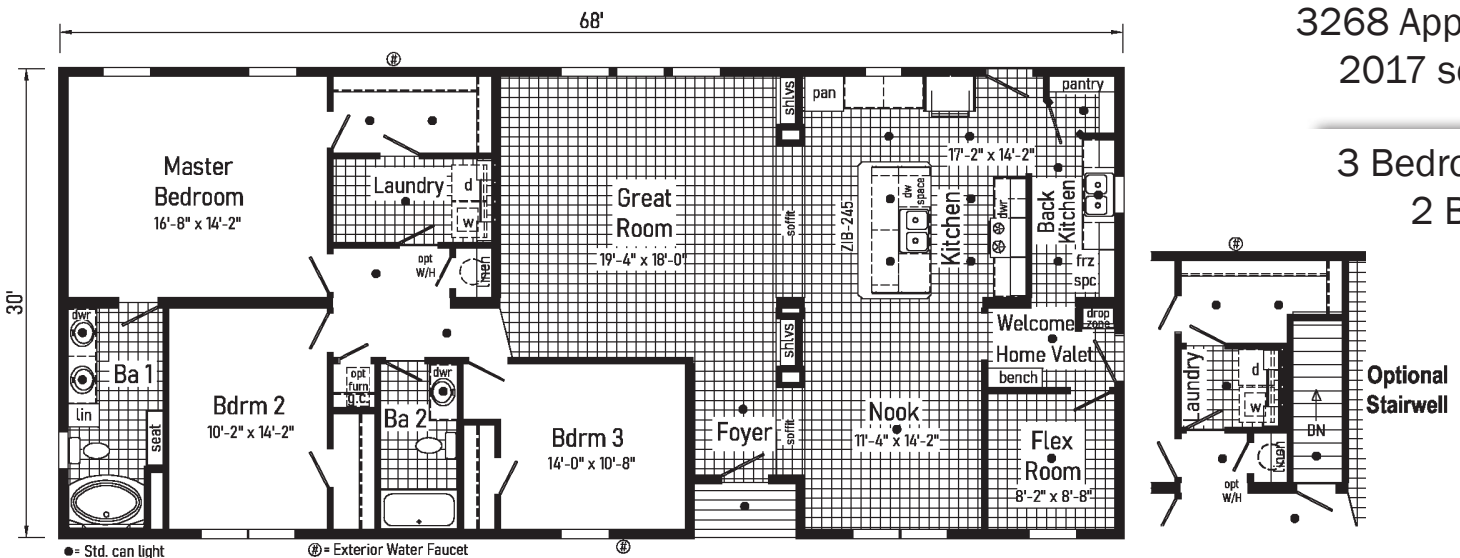 68'
3268 App
2017 s
30'
Master
Bedroom
16'-8" x 14'-2"
Laundry
d
w
opt
W/H
linen
Great
Room
19'-4" x 18'-0"
shlvs
soffit
shlvs
soffit
pan
pantry
17'-2" x 14'-2"
ZIB-245
dw
space
Kitchen
dwr
Back
Kitchen
frz
spc
3 Bedro
2 B
dwr
Ba 1
lin
seat
Bdrm 2
10'-2" x 14'-2"
opt
furn
g.c.
Ba 2
dwr
Bdrm 3
14'-0" x 10'-8"
Foyer
Nook
11'-4" x 14'-2"
Welcome
Home Valet
drop
zone
bench
Flex
Room
8'-2" x 8'-8"
Laundry
d
w
opt
W/H
linen
DN
Optional
Stairwell
#
#
#
●= Std. can light
#= Exterior Water Faucet